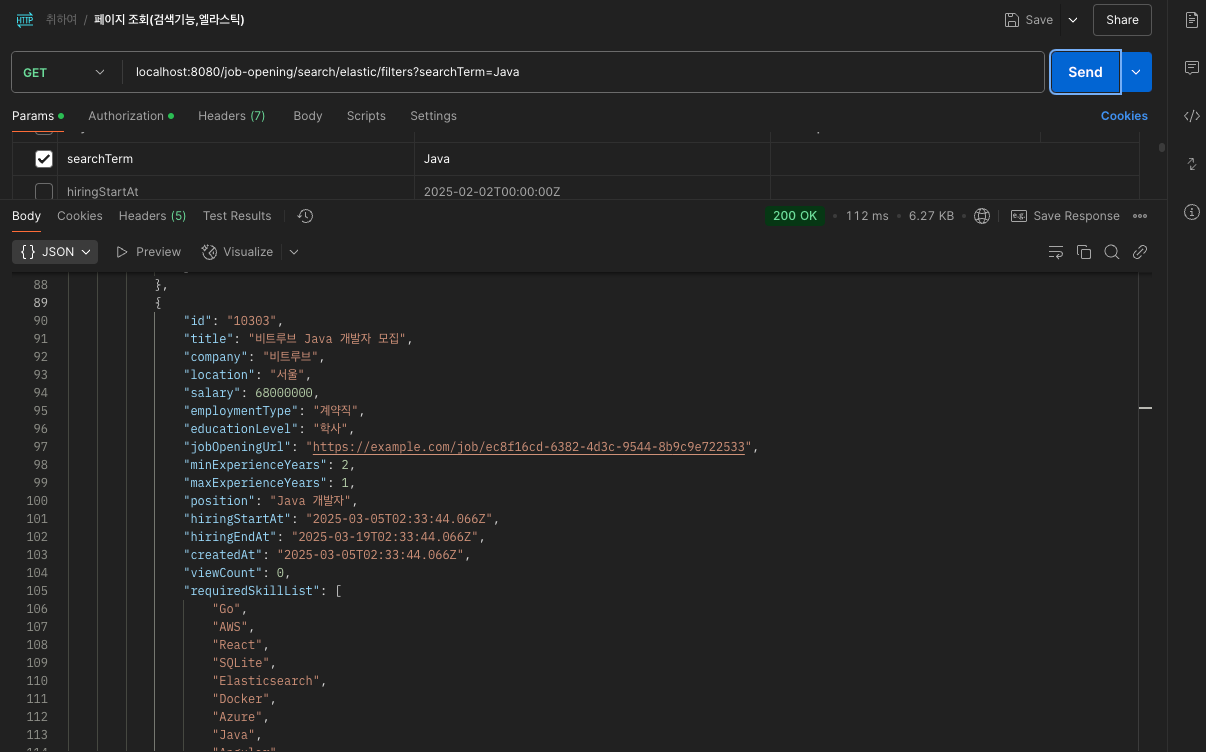 HTTP 취하여 / 페이지 조회(검색기능,엘라스틱) Save Share
GET localhost:8080/job-opening/search/elastic/filters?searchTerm=Java Send
Params Authorization Headers (7) Body Scripts Settings Cookies
searchTerm Java
hiringStartAt 2025-02-02T00:00:00Z
Body Cookies Headers (5) Test Results 200 OK 112 ms 6.27 KB e.g. Save Response
{} JSON Preview Visualize
88 },
89 {
90 "id": "10303",
91 "title": "비트루브 Java 개발자 모집",
92 "company": "비트루브",
93 "location": "서울",
94 "salary": 68000000,
95 "employmentType": "계약직",
96 "educationLevel": "학사",
97 "jobOpeningUrl": "https://example.com/job/ec8f16cd-6382-4d3c-9544-8b9c9e722533",
98 "minExperienceYears": 2,
99 "maxExperienceYears": 1,
100 "position": "Java 개발자",
101 "hiringStartAt": "2025-03-05T02:33:44.066Z",
102 "hiringEndAt": "2025-03-19T02:33:44.066Z",
103 "createdAt": "2025-03-05T02:33:44.066Z",
104 "viewCount": 0,
105 "requiredSkillList": [
106 "Go",
107 "AWS",
108 "React",
109 "SQLite",
110 "Elasticsearch",
111 "Docker",
112 "Azure",
113 "Java",